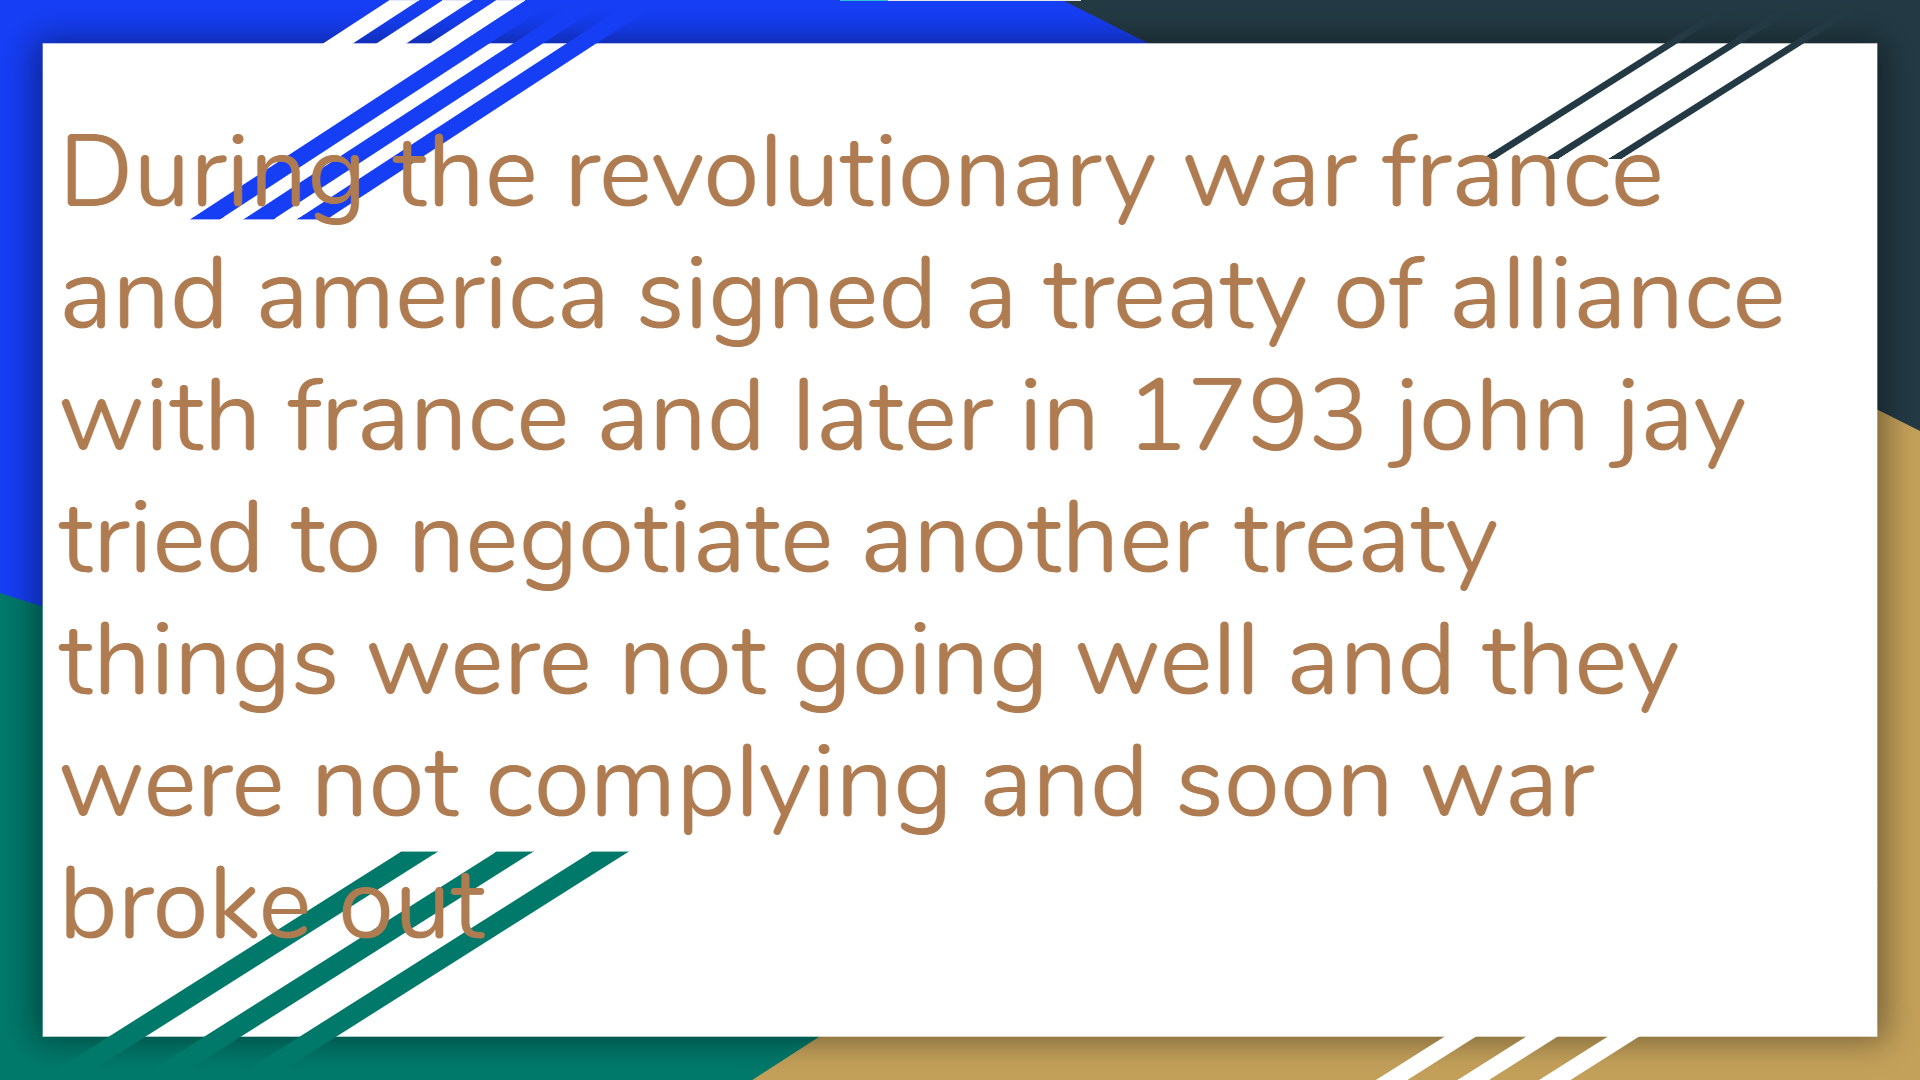 During the revolutionary war france
and america signed a treaty of alliance
with france and later in 1793 john jay
tried to negotiate another treaty
things were not going well and they
were not complying and soon war
broke out